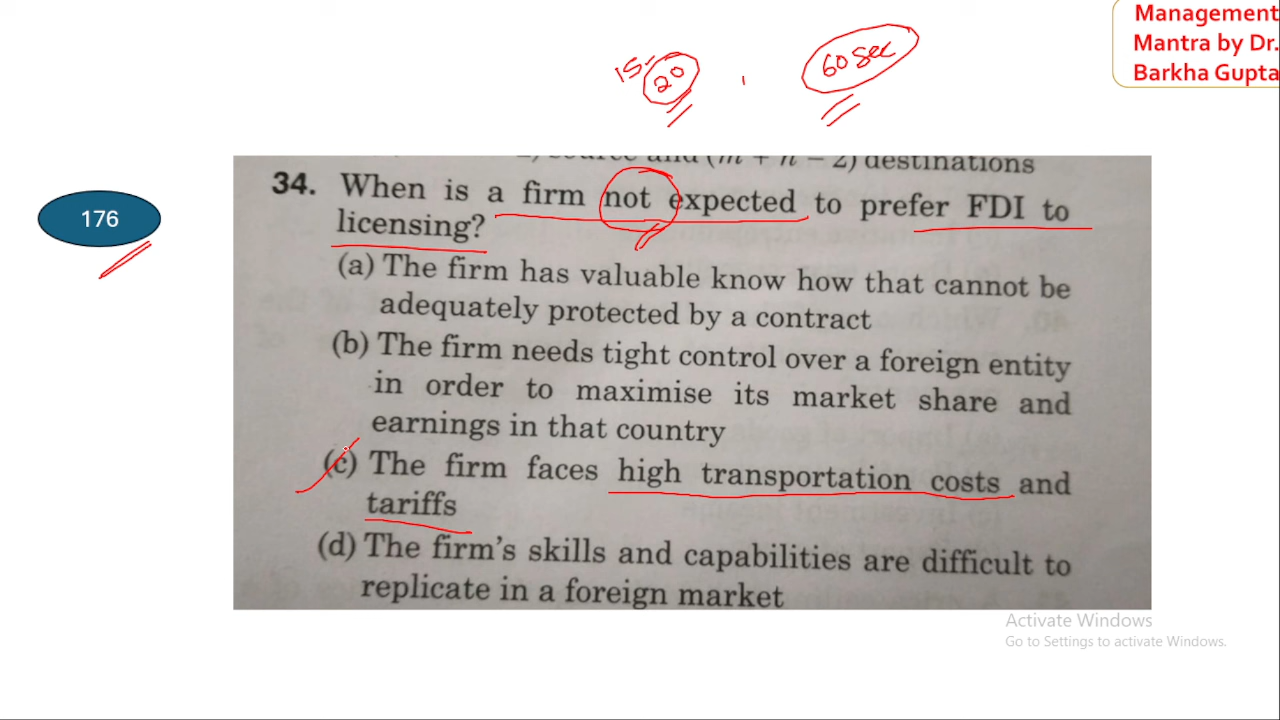 Management
Mantra by Dr.
Barkha Gupta
15-
20
60 sec
176
source and (m + n − 2) destinations
34. When is a firm not expected to prefer FDI to
licensing?
(a) The firm has valuable know how that cannot be
adequately protected by a contract
(b) The firm needs tight control over a foreign entity
in order to maximise its market share and
earnings in that country
(c) The firm faces high transportation costs and
tariffs
(d) The firm's skills and capabilities are difficult to
replicate in a foreign market
Activate Windows
Go to Settings to activate Windows.